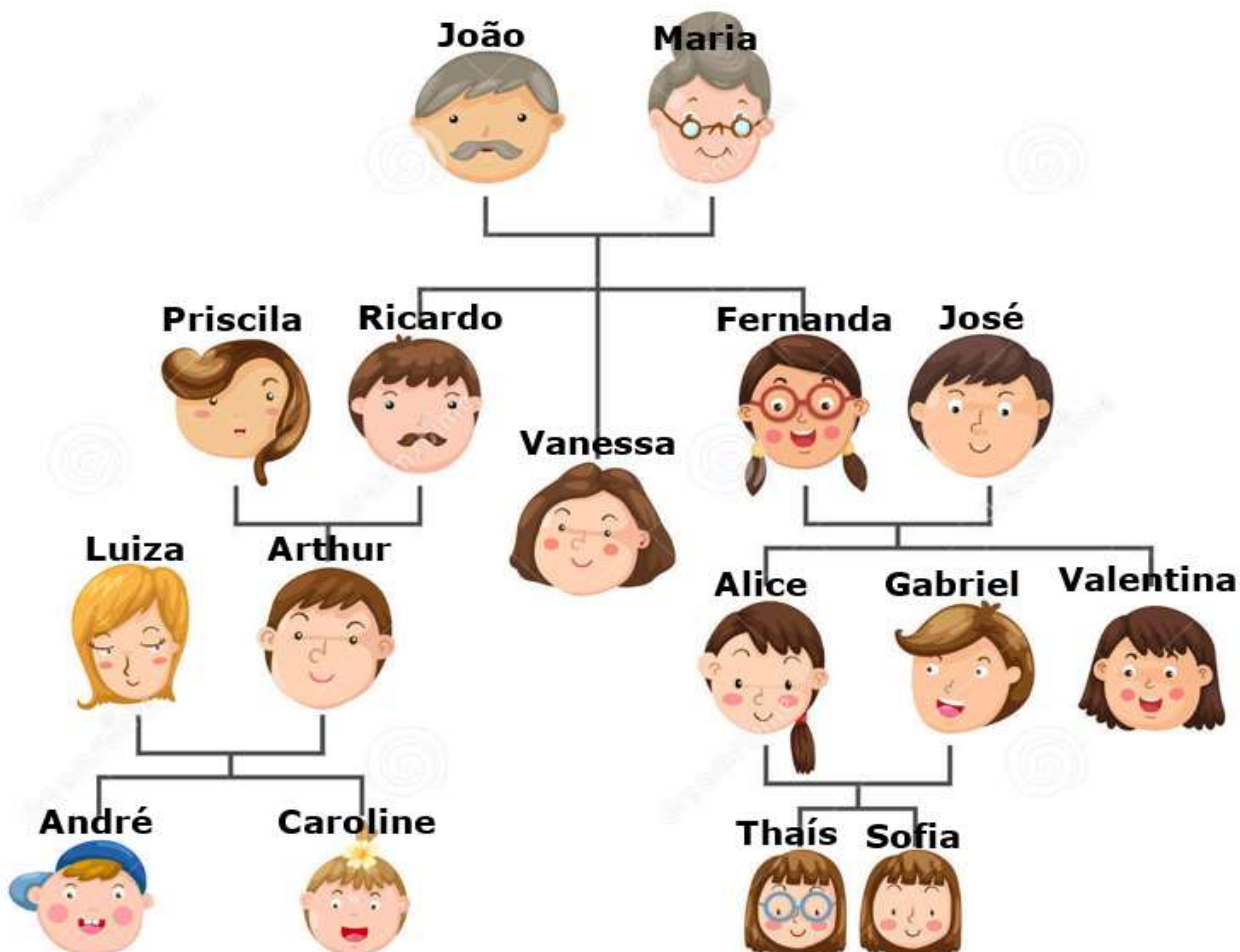 João Maria
Priscila Ricardo Fernanda José
Vanessa
Luiza Arthur
Alice Gabriel Valentina
André Caroline Thaís Sofia